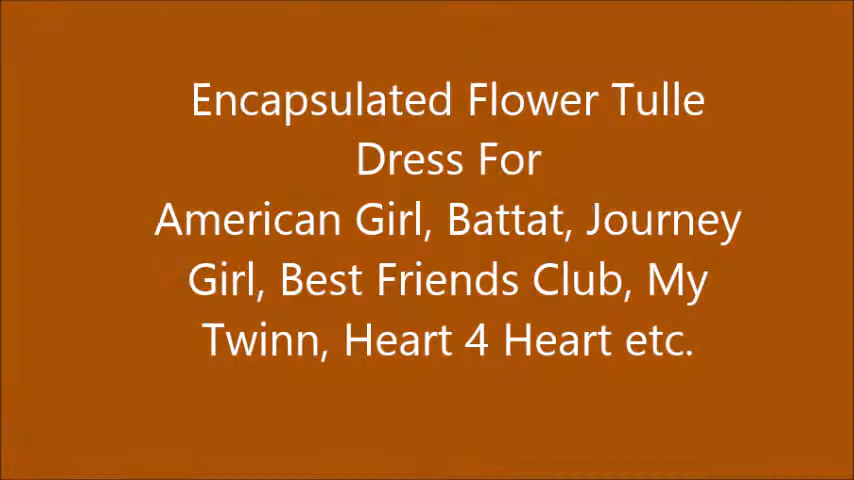 Encapsulated Flower Tulle
Dress For
American Girl, Battat, Journey
Girl, Best Friends Club, My
Twinn, Heart 4 Heart etc.